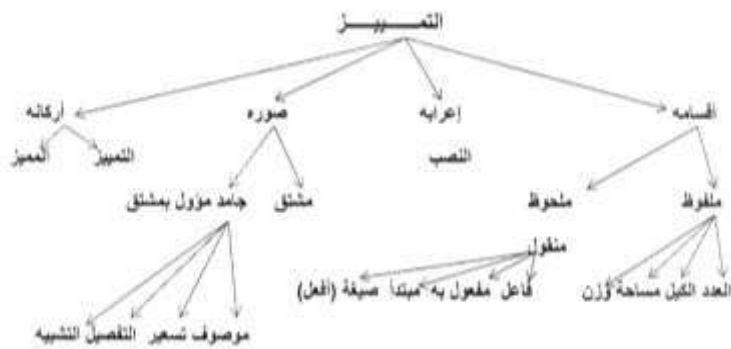 التمـــــييـــــــز
أقسامه إعرابه صوره أركانه
ملفوظ ملحوظ النصب مشتق جامد مؤول بمشتق التمييز المميز
منقول
العدد الكيل مساحة وزن فاعل مفعول به مبتدأ صيغة (أفعل)
موصوف تسعير التفصيل التشبيه